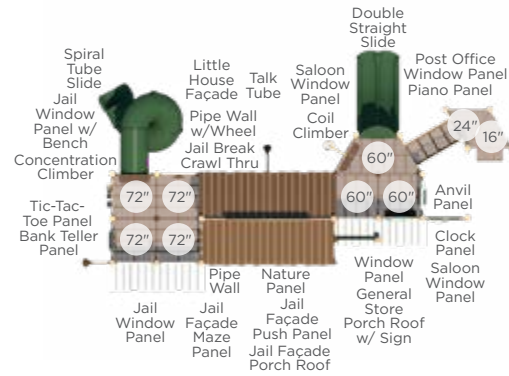 Double
Straight
Slide
Spiral
Tube
Slide
Little
House
Façade
Talk
Tube
Saloon
Window
Panel
Post Office
Window Panel
Piano Panel
Jail
Window
Panel w/
Bench
Pipe Wall
w/Wheel
Coil
Climber
24"
16"
Jail Break
Crawl Thru
Concentration
Climber
60"
72"
72"
60"
60"
Anvil
Panel
Tic-Tac-
Toe Panel
Bank Teller
Panel
72"
72"
Clock
Panel
Saloon
Window
Panel
Pipe
Wall
Nature
Panel
Window
Panel
General
Store
Porch Roof
w/ Sign
Jail
Window
Panel
Jail
Façade
Maze
Panel
Jail
Façade
Push Panel
Jail Façade
Porch Roof